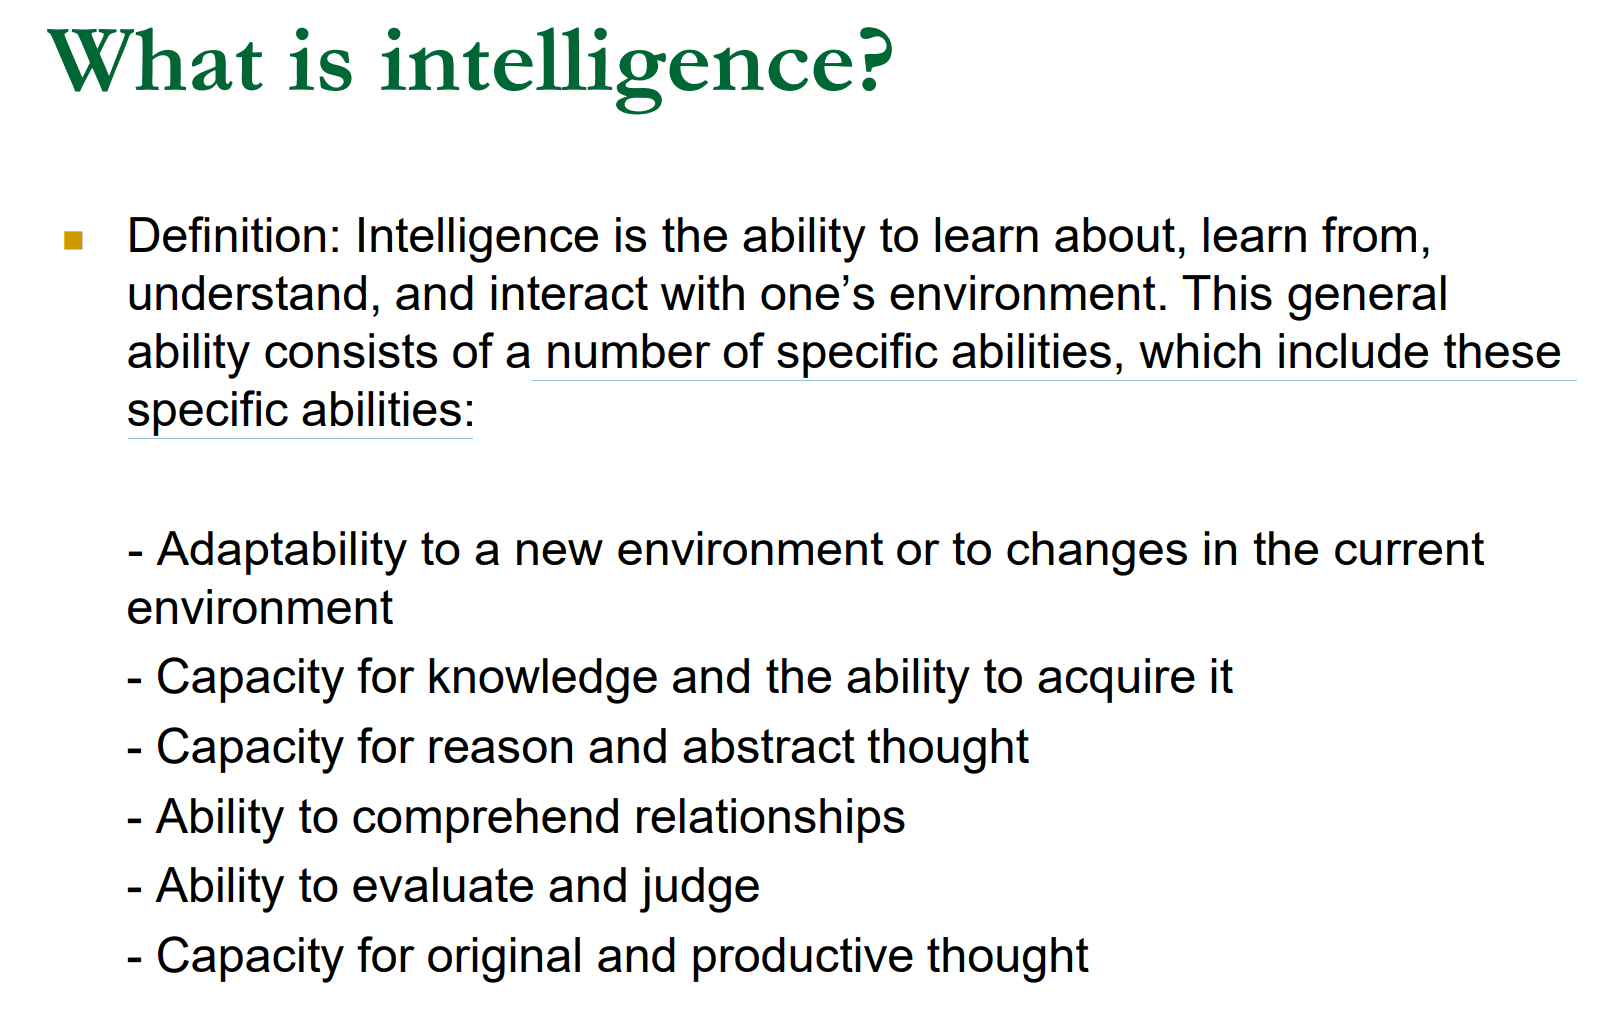 What is intelligence?
Definition: Intelligence is the ability to learn about, learn from,
understand, and interact with one’s environment. This general
ability consists of a number of specific abilities, which include these
specific abilities:
- Adaptability to a new environment or to changes in the current
environment
- Capacity for knowledge and the ability to acquire it
- Capacity for reason and abstract thought
- Ability to comprehend relationships
- Ability to evaluate and judge
- Capacity for original and productive thought